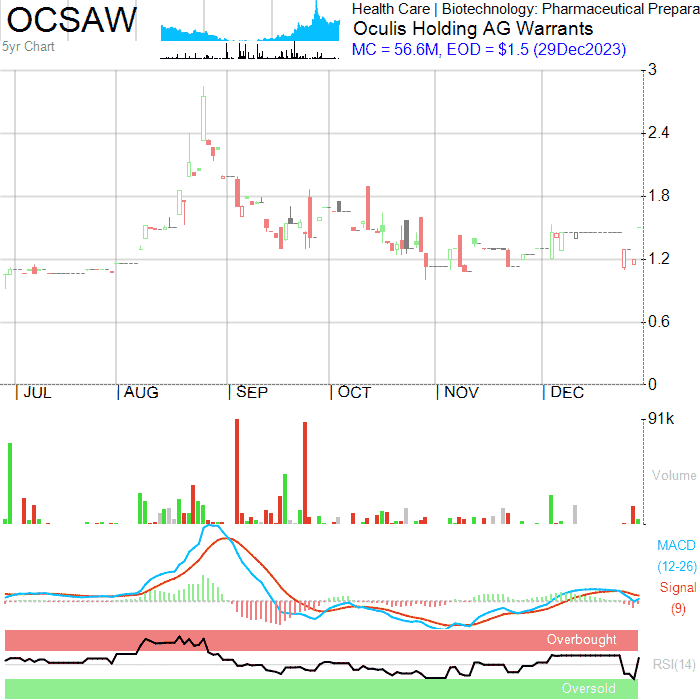 OCSAW
5yr Chart
Health Care | Biotechnology: Pharmaceutical Prepara
Oculis Holding AG Warrants
MC = 56.6M, EOD = $1.5 (29Dec2023)
3
2.4
1.8
1.2
0.6
0
JUL AUG SEP OCT NOV DEC
91k
Volume
MACD
(12-26)
Signal
(9)
Overbought
RSI(14)
Oversold